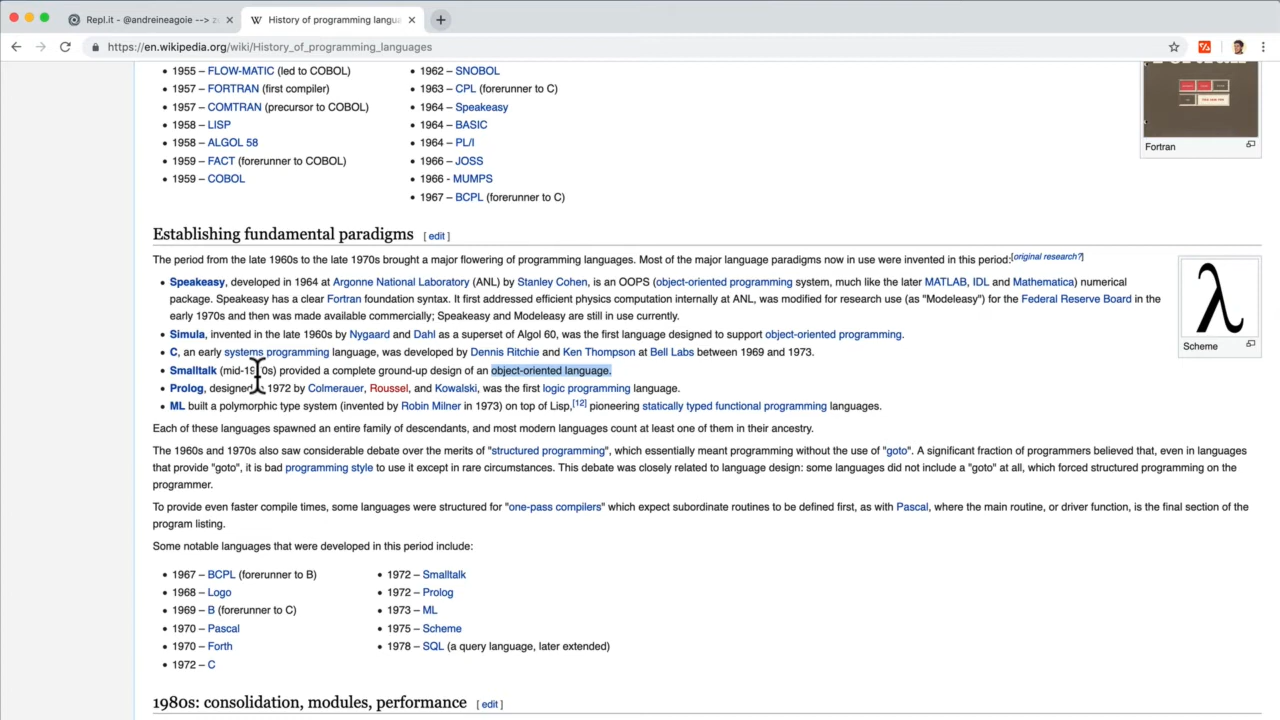 Repl.it - @andreineagoie --> z
History of programming langua
https://en.wikipedia.org/wiki/History_of_programming_languages
• 1955 – FLOW-MATIC (led to COBOL)
• 1957 – FORTRAN (first compiler)
• 1957 – COMTRAN (precursor to COBOL)
• 1958 – LISP
• 1958 – ALGOL 58
• 1959 – FACT (forerunner to COBOL)
• 1959 – COBOL
• 1962 – SNOBOL
• 1963 – CPL (forerunner to C)
• 1964 – Speakeasy
• 1964 – BASIC
• 1964 – PL/I
• 1966 – JOSS
• 1966 - MUMPS
• 1967 – BCPL (forerunner to C)
Fortran
Establishing fundamental paradigms [ edit ]
The period from the late 1960s to the late 1970s brought a major flowering of programming languages. Most of the major language paradigms now in use were invented in this period:[original research?]
• Speakeasy, developed in 1964 at Argonne National Laboratory (ANL) by Stanley Cohen, is an OOPS (object-oriented programming system, much like the later MATLAB, IDL and Mathematica) numerical
package. Speakeasy has a clear Fortran foundation syntax. It first addressed efficient physics computation internally at ANL, was modified for research use (as "Modeleasy") for the Federal Reserve Board in the
early 1970s and then was made available commercially; Speakeasy and Modeleasy are still in use currently.
• Simula, invented in the late 1960s by Nygaard and Dahl as a superset of Algol 60, was the first language designed to support object-oriented programming.
• C, an early systems programming language, was developed by Dennis Ritchie and Ken Thompson at Bell Labs between 1969 and 1973.
• Smalltalk (mid-1970s) provided a complete ground-up design of an object-oriented language.
• Prolog, designed 1972 by Colmerauer, Roussel, and Kowalski, was the first logic programming language.
• ML built a polymorphic type system (invented by Robin Milner in 1973) on top of Lisp,[12] pioneering statically typed functional programming languages.
λ
Scheme
Each of these languages spawned an entire family of descendants, and most modern languages count at least one of them in their ancestry.
The 1960s and 1970s also saw considerable debate over the merits of "structured programming", which essentially meant programming without the use of "goto". A significant fraction of programmers believed that, even in languages
that provide "goto", it is bad programming style to use it except in rare circumstances. This debate was closely related to language design: some languages did not include a "goto" at all, which forced structured programming on the
programmer.
To provide even faster compile times, some languages were structured for "one-pass compilers" which expect subordinate routines to be defined first, as with Pascal, where the main routine, or driver function, is the final section of the
program listing.
Some notable languages that were developed in this period include:
• 1967 – BCPL (forerunner to B)
• 1968 – Logo
• 1969 – B (forerunner to C)
• 1970 – Pascal
• 1970 – Forth
• 1972 – C
• 1972 – Smalltalk
• 1972 – Prolog
• 1973 – ML
• 1975 – Scheme
• 1978 – SQL (a query language, later extended)
1980s: consolidation, modules, performance [ edit ]